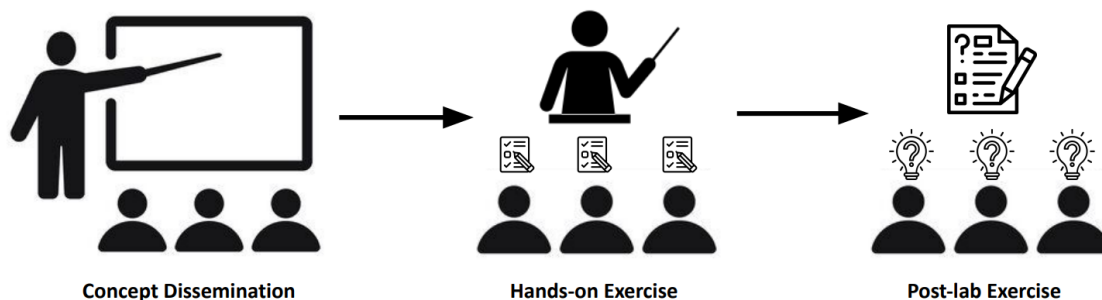 Concept Dissemination
Hands-on Exercise
Post-lab Exercise